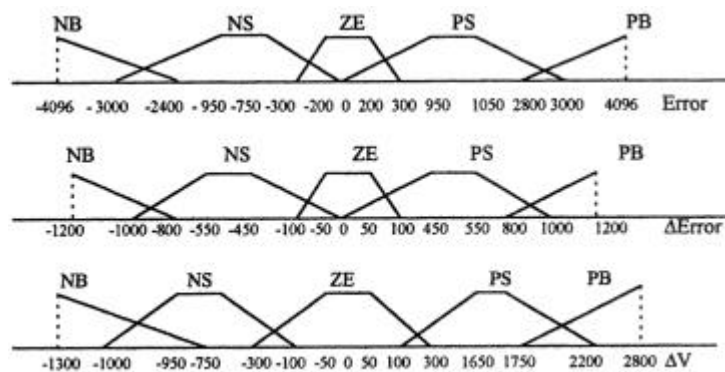 NB NS ZE PS PB
-4096 -3000 -2400 -950 -750 -300 -200 0 200 300 950 1050 2800 3000 4096 Error
NB NS ZE PS PB
-1200 -1000 -800 -550 -450 -100 -50 0 50 100 450 550 800 1000 1200 ΔError
NB NS ZE PS PB
-1300 -1000 -950 -750 -300 -100 -50 0 50 100 300 1650 1750 2200 2800 ΔV